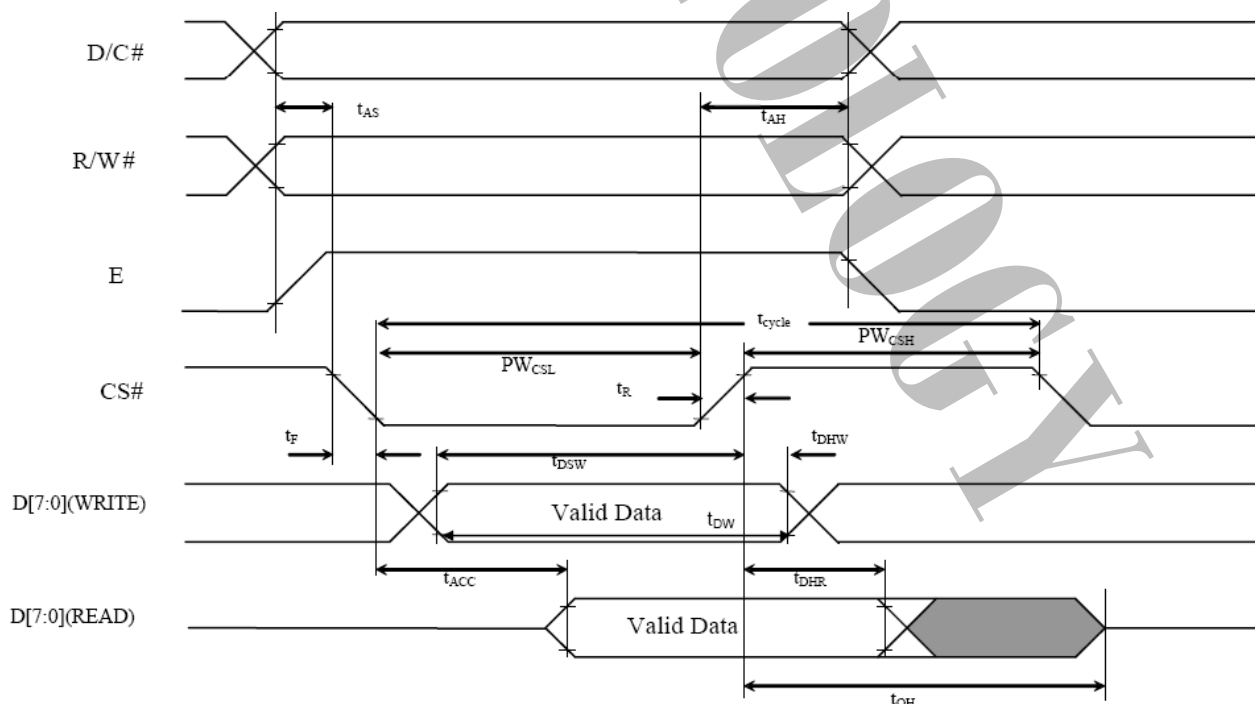 D/C#
tAS
tAH
R/W#
E
tcycle
PWCSL
PWCSH
CS#
tR
tF
tDSW
tDHW
D[7:0](WRITE)
Valid Data
tDW
tACC
tDHR
D[7:0](READ)
Valid Data
tOH
OLOGY